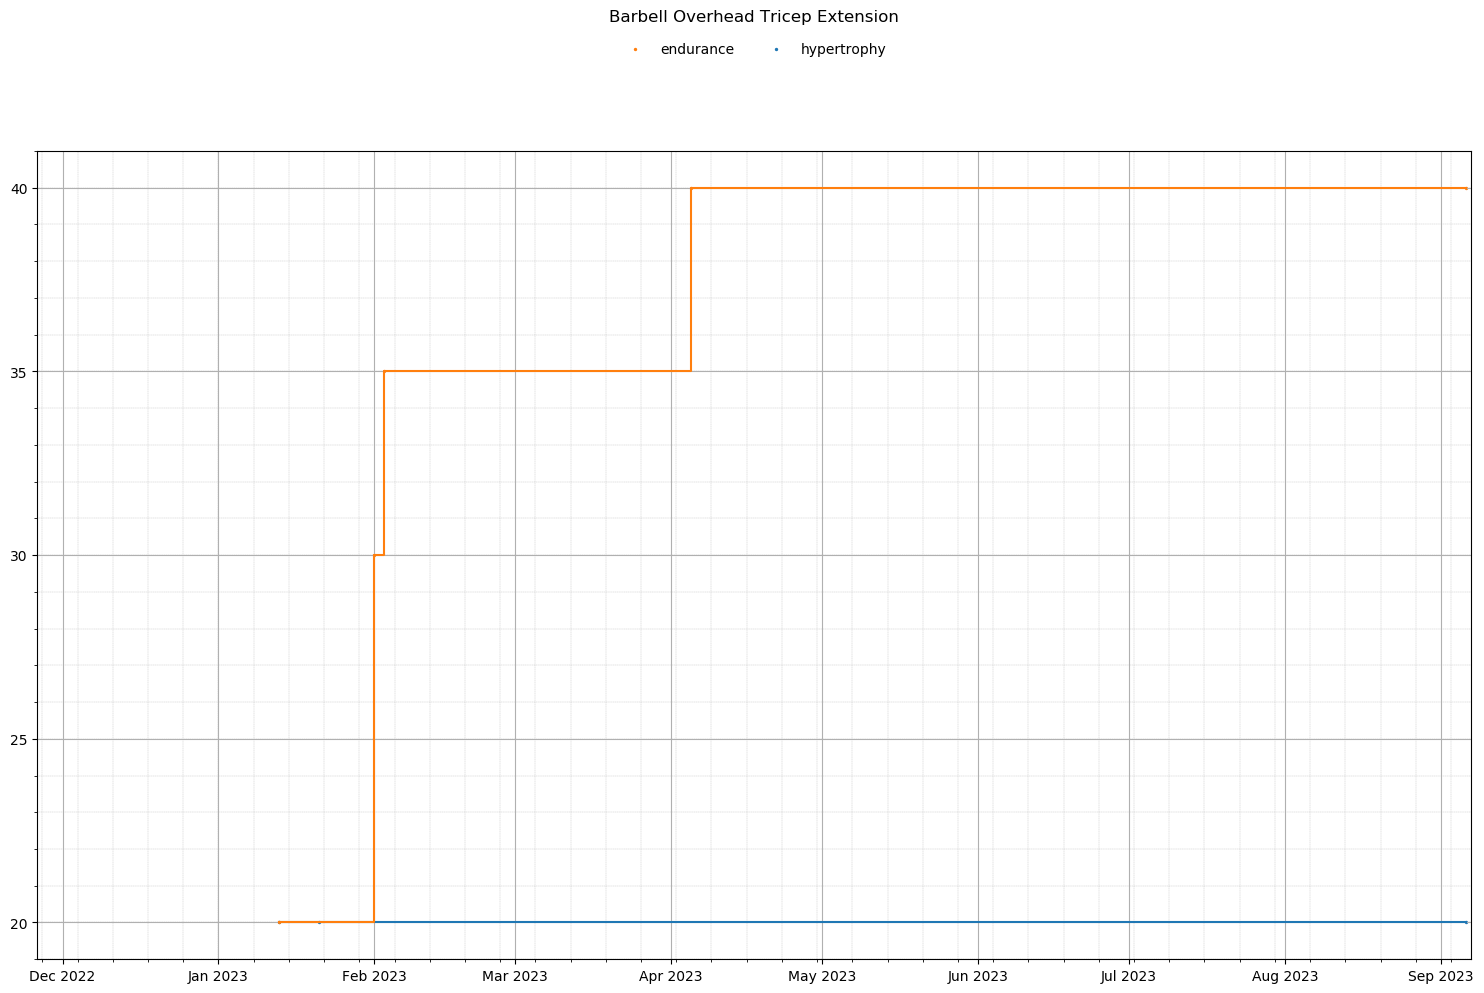 Barbell Overhead Tricep Extension
endurance hypertrophy
40
35
30
25
20
Dec 2022 Jan 2023 Feb 2023 Mar 2023 Apr 2023 May 2023 Jun 2023 Jul 2023 Aug 2023 Sep 2023